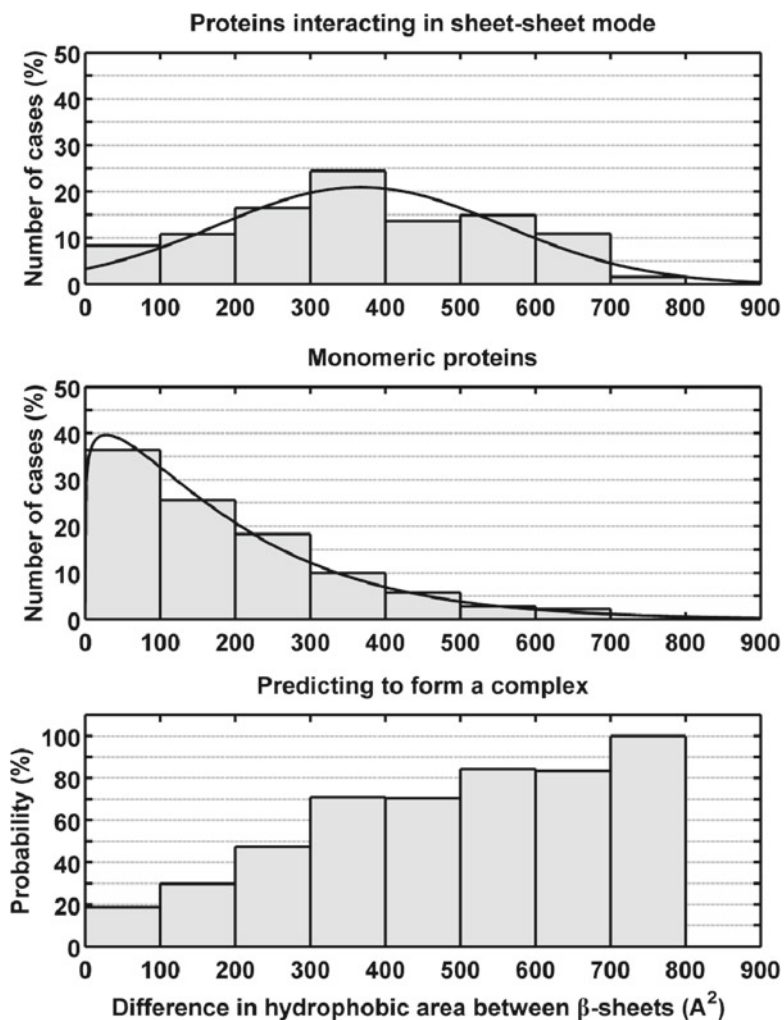 Proteins interacting in sheet-sheet mode
Number of cases (%)
50
40
30
20
10
0
0 100 200 300 400 500 600 700 800 900
Monomeric proteins
Number of cases (%)
50
40
30
20
10
0
0 100 200 300 400 500 600 700 800 900
Predicting to form a complex
Probability (%)
100
80
60
40
20
0
0 100 200 300 400 500 600 700 800 900
Difference in hydrophobic area between β-sheets (A²)